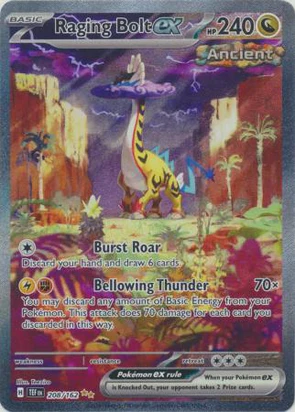 BASIC
Raging Bolt ex HP 240
Ancient
Burst Roar
Discard your hand and draw 6 cards.
Bellowing Thunder 70×
You may discard any amount of Basic Energy from your
Pokémon. This attack does 70 damage for each card you
discarded in this way.
weakness resistance retreat
Pokémon ex rule
When your Pokémon ex
is Knocked Out, your opponent takes 2 Prize cards.
H TEF EN 208/162